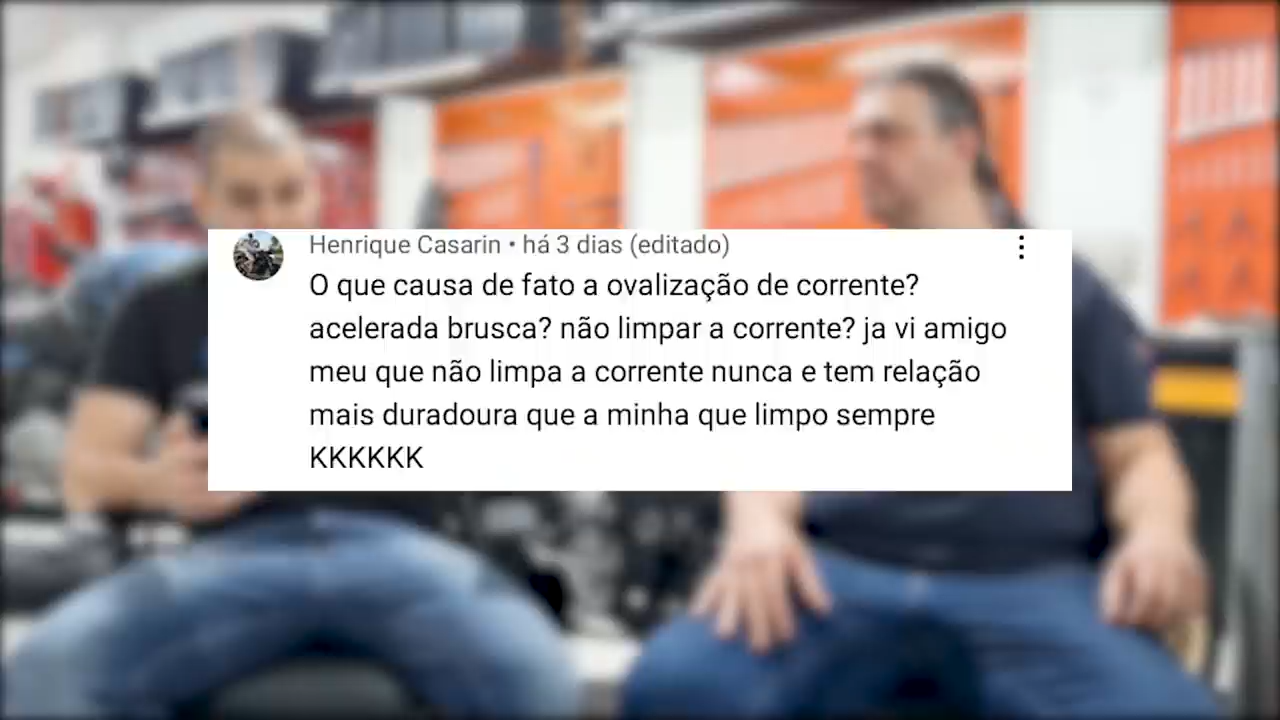 Henrique Casarin • há 3 dias (editado)
O que causa de fato a ovalização de corrente?
acelerada brusca? não limpar a corrente? ja vi amigo
meu que não limpa a corrente nunca e tem relação
mais duradoura que a minha que limpo sempre
KKKKKK